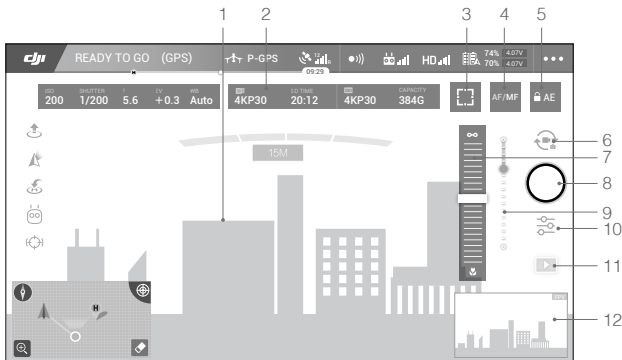 1 2 3 4 5
dji READY TO GO (GPS) P-GPS 12 HD 74% 4.07V
70% 4.07V
H 09:29
ISO SHUTTER F EV WB CAPACITY
200 1/200 5.6 +0.3 Auto 4KP30 20:12 4KP30 384G
AF/MF
AE
6
7
15M
8
9
10
11
H
12